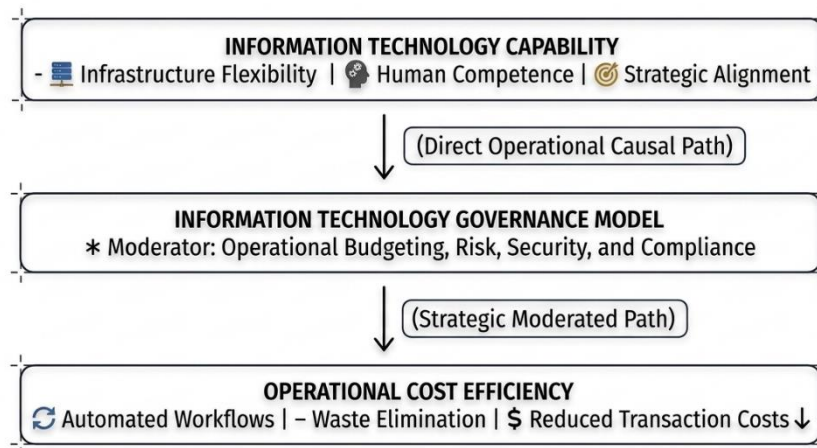 INFORMATION TECHNOLOGY CAPABILITY
- Infrastructure Flexibility | Human Competence | Strategic Alignment
(Direct Operational Causal Path)
INFORMATION TECHNOLOGY GOVERNANCE MODEL
* Moderator: Operational Budgeting, Risk, Security, and Compliance
(Strategic Moderated Path)
OPERATIONAL COST EFFICIENCY
Automated Workflows | – Waste Elimination | $ Reduced Transaction Costs ↓